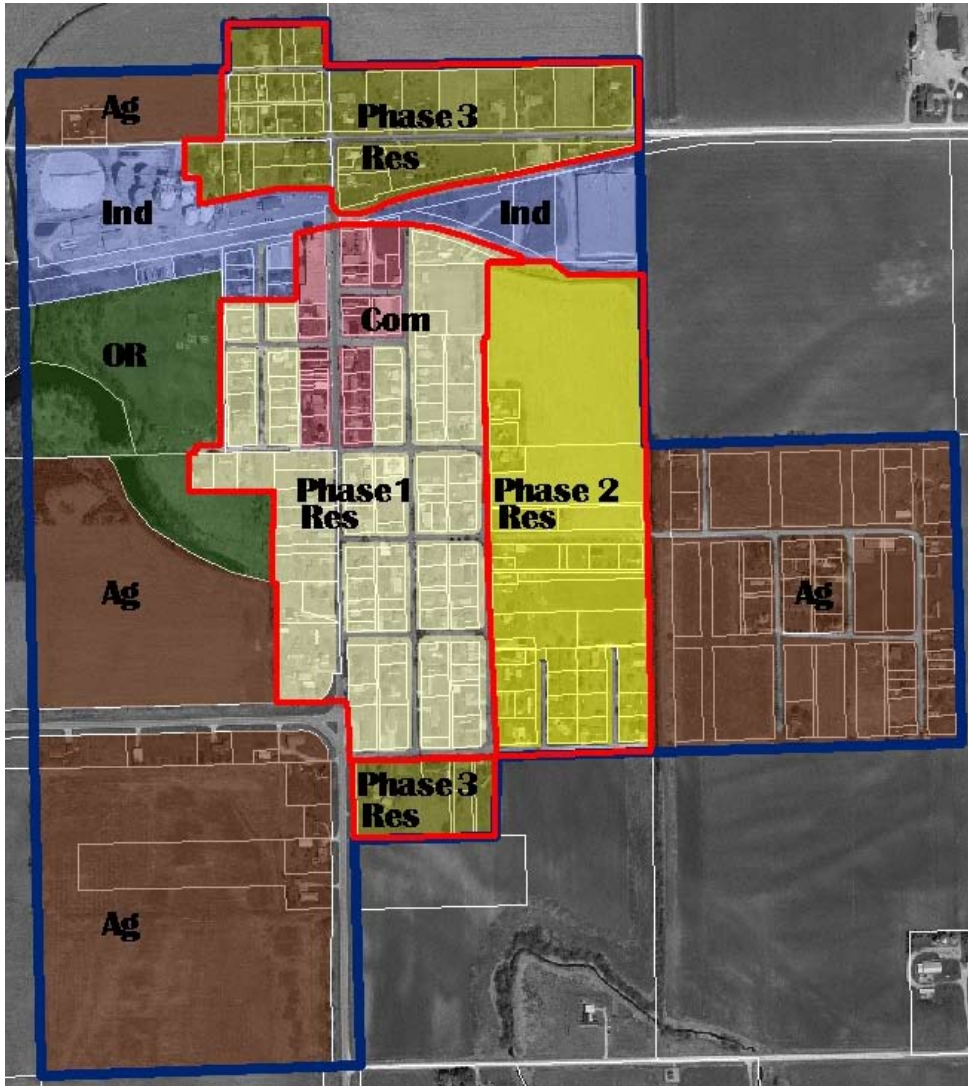 Ag
Phase 3
Res
Ind
Ind
Com
OR
Phase 1
Res
Phase 2
Res
Ag
Ag
Phase 3
Res
Ag